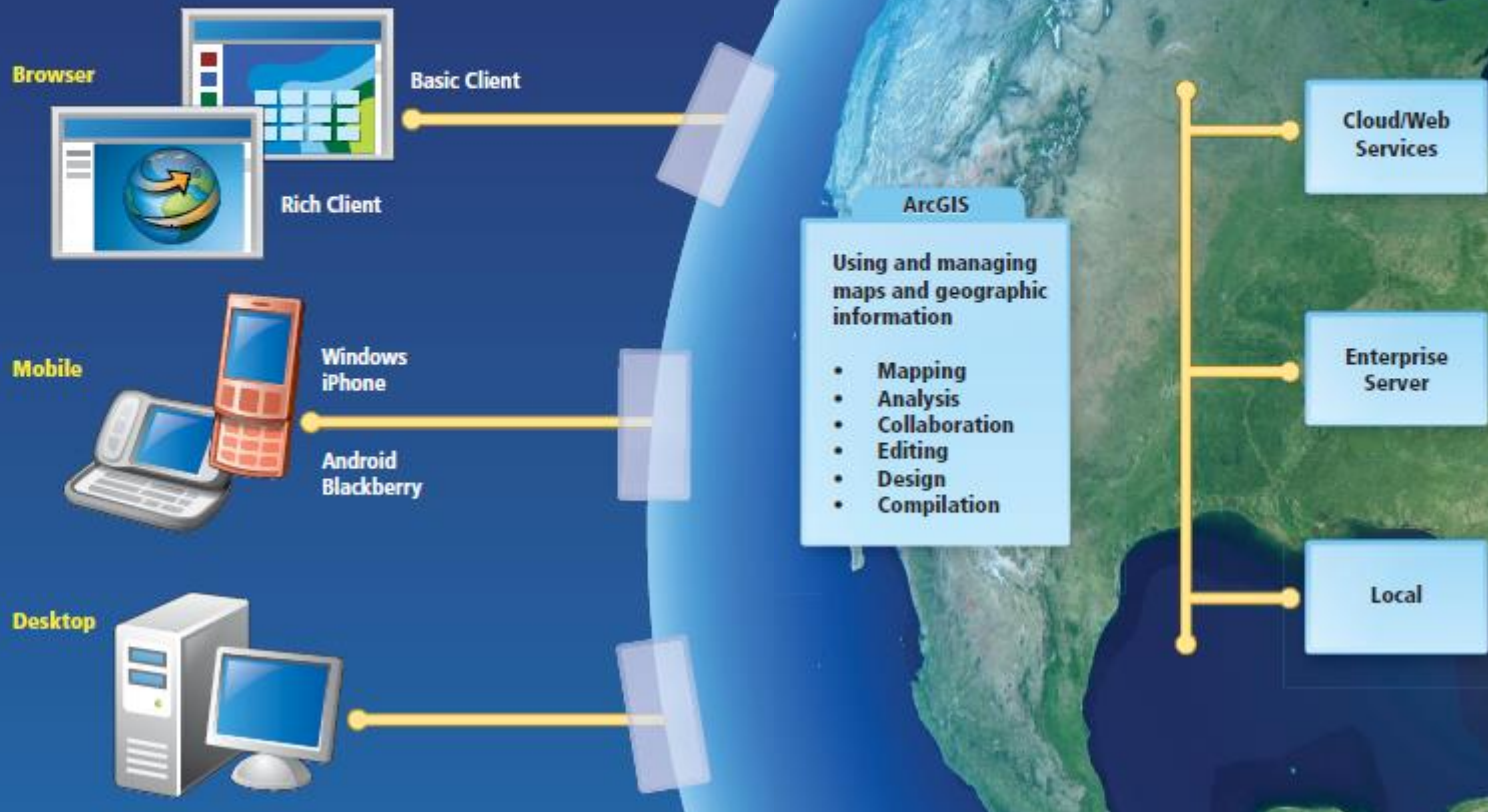 Browser
Basic Client
Rich Client
Mobile
Windows
iPhone
Android
Blackberry
Desktop
ArcGIS
Using and managing
maps and geographic
information
• Mapping
• Analysis
• Collaboration
• Editing
• Design
• Compilation
Cloud/Web
Services
Enterprise
Server
Local